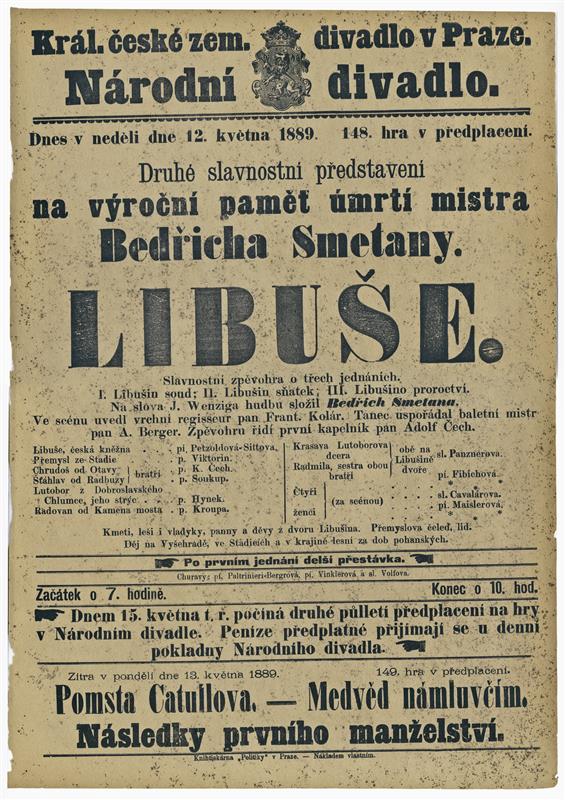 Král. české zem. divadlo v Praze.
Národní divadlo.
Dnes v neděli dne 12. května 1889. 148. hra v předplacení.
Druhé slavnostní představení
na výroční paměť úmrtí mistra
Bedřicha Smetany.
LIBUŠE.
Slavnostní zpěvohra o třech jednáních.
I. Libušin soud; II. Libušin sňatek; III. Libušino proroctví.
Na slova J. Wenziga hudbu složil Bedřich Smetana.
Ve scénu uvedl vrchní regisseur pan Frant. Kolár. Tanec uspořádal baletní mistr
pan A. Berger. Zpěvohru řídí první kapelník pan Adolf Čech.
Libuše, česká kněžna . . pí. Petzoldová-Sittova.
Přemysl ze Stadic . . p. Viktorin.
Chrudoš od Otavy } bratři . p. K. Čech.
Šťáhlav od Radbuzy } . p. Soukup.
Lutobor z Dobroslavského
Chlumce, jeho strýc . . p. Hynek.
Radovan od Kamena mosta . p. Kroupa.
Krasava Lutoborova
dcera } obě na . sl. Panznerova.
Radmila, sestra obou } Libušině
bratří } dvoře . pí. Fibichová.
Čtyři } . . . . *
ženci } (za scénou) . . sl. Cavalárova.
. . pí. Maislerová.
. . . . *
Kmeti, leši i vladyky, panny a děvy z dvoru Libušina. Přemyslova čeleď, lid.
Děj na Vyšehradě, ve Stadicích a v krajině lesní za dob pohanských.
Po prvním jednání delší přestávka.
Churavý: pí. Paltrinieri-Bergrová, pí. Winklerová a sl. Volfova.
Začátek o 7. hodině. Konec o 10. hod.
Dnem 15. května t. r. počíná druhé půlletí předplacení na hry
v Národním divadle. Peníze předplatné přijímají se u denní
pokladny Národního divadla.
Zítra v pondělí dne 13. května 1889. 149. hra v předplacení.
Pomsta Catullova. — Medvěd námluvčím.
Následky prvního manželství.
Knihtiskárna „Politiky" v Praze. — Nákladem vlastním.